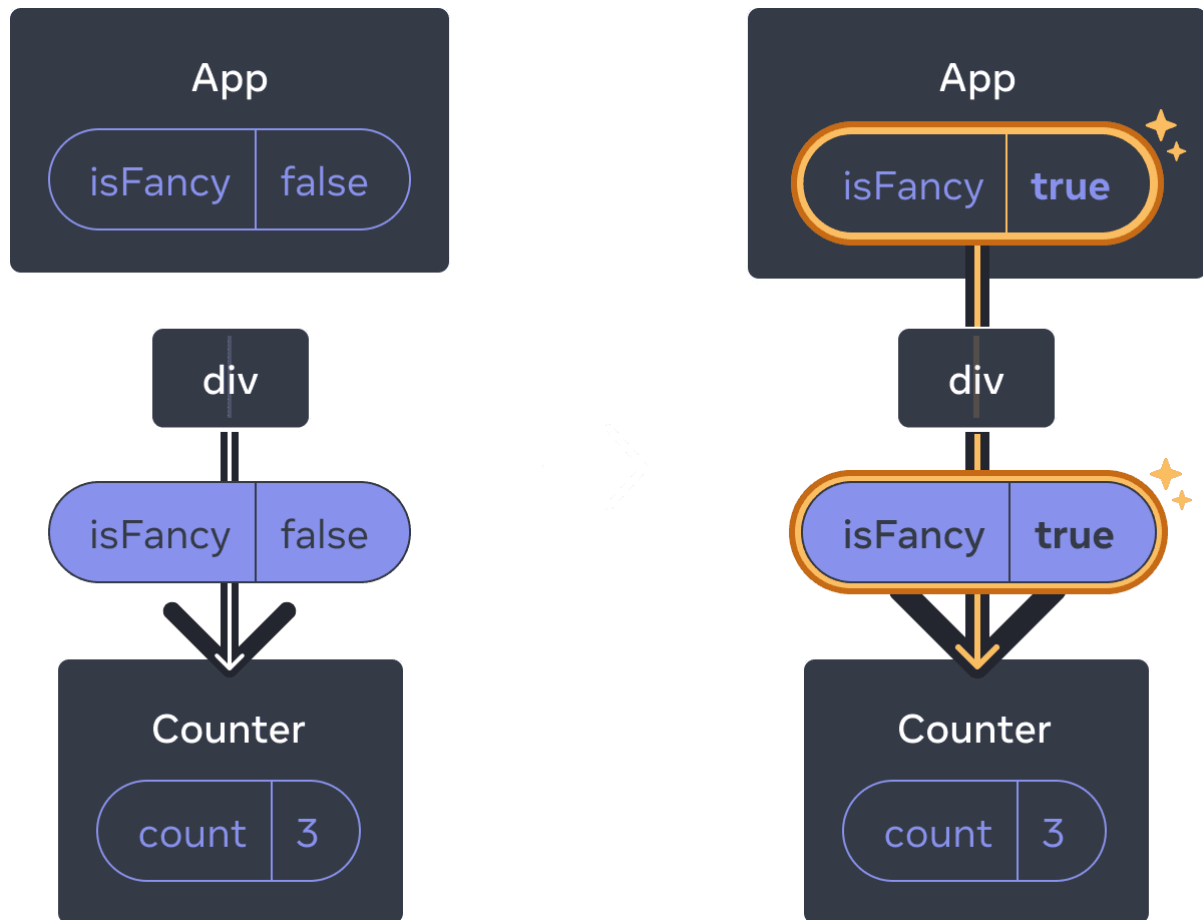 App
isFancy false
div
isFancy false
Counter
count 3
App
isFancy true
div
isFancy true
Counter
count 3